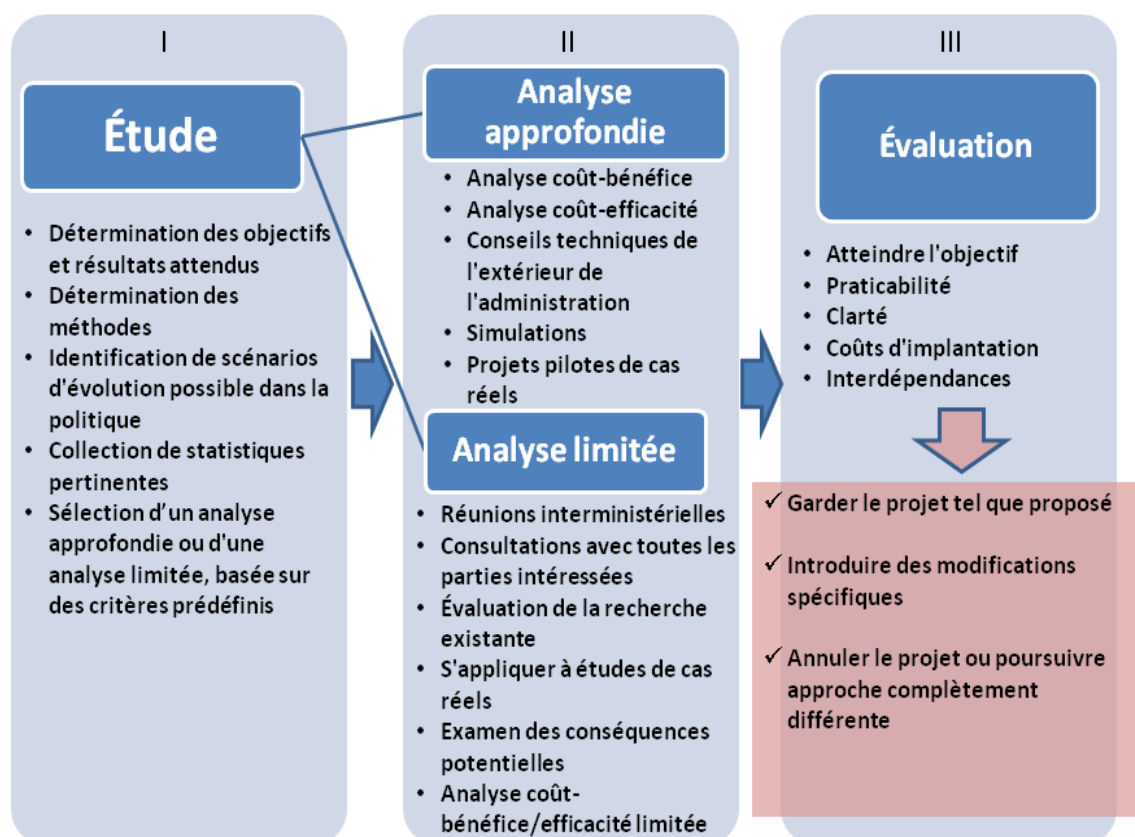 I
Étude
• Détermination des objectifs
et résultats attendus
• Détermination des
méthodes
• Identification de scénarios
d'évolution possible dans la
politique
• Collection de statistiques
pertinentes
• Sélection d’un analyse
approfondie ou d'une
analyse limitée, basée sur
des critères prédéfinis
II
Analyse
approfondie
• Analyse coût-bénéfice
• Analyse coût-efficacité
• Conseils techniques de
l'extérieur de
l'administration
• Simulations
• Projets pilotes de cas
réels
Analyse limitée
• Réunions interministérielles
• Consultations avec toutes les
parties intéressées
• Évaluation de la recherche
existante
• S'appliquer à études de cas
réels
• Examen des conséquences
potentielles
• Analyse coût-
bénéfice/efficacité limitée
III
Évaluation
• Atteindre l'objectif
• Praticabilité
• Clarté
• Coûts d'implantation
• Interdépendances
✓ Garder le projet tel que proposé
✓ Introduire des modifications
spécifiques
✓ Annuler le projet ou poursuivre
approche complètement
différente